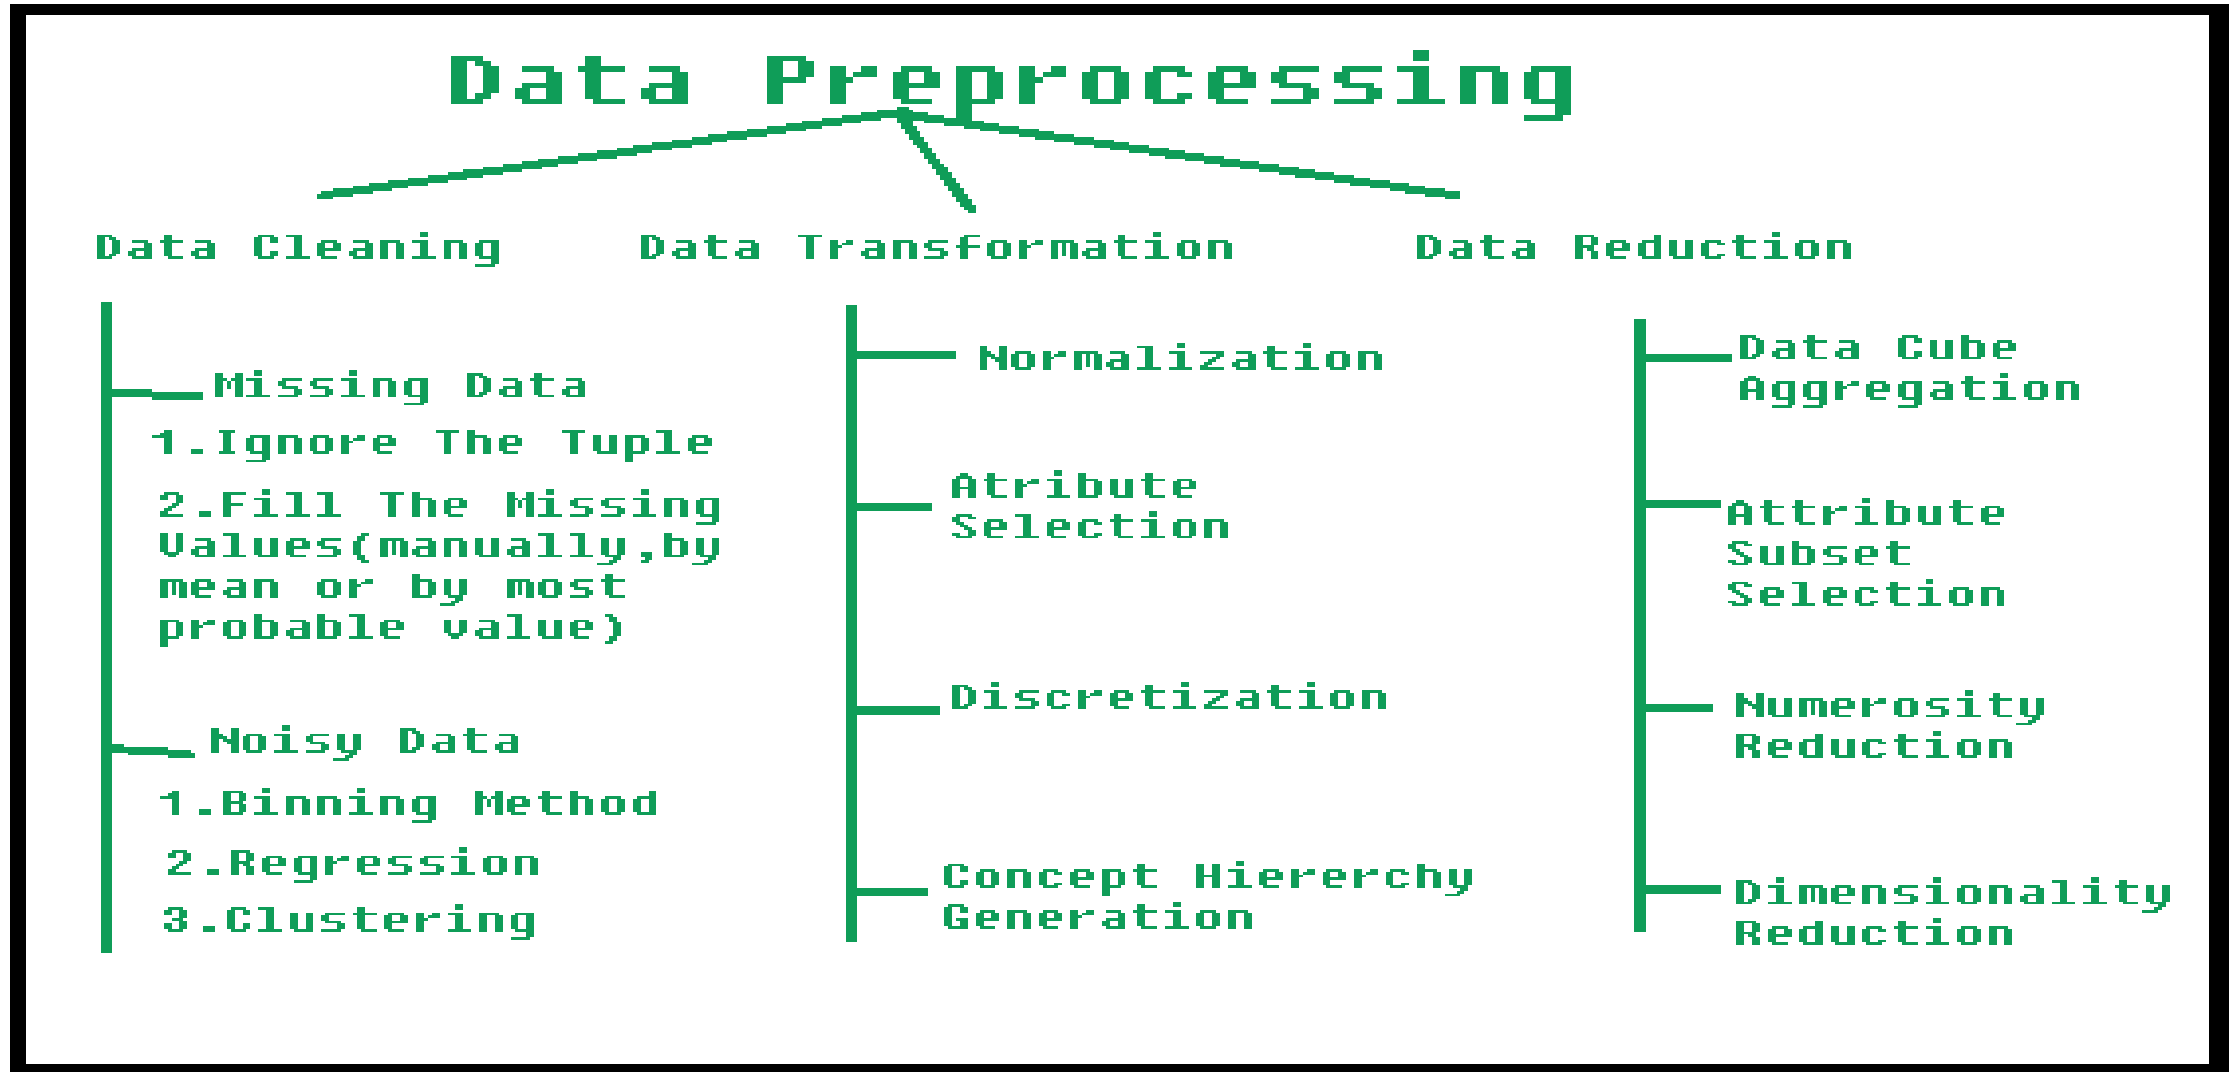 Data Preprocessing
Data Cleaning
Missing Data
1.Ignore The Tuple
2.Fill The Missing
Values(manually,by
mean or by most
probable value)
Noisy Data
1.Binning Method
2.Regression
3.Clustering
Data Transformation
Normalization
Atribute
Selection
Discretization
Concept Hiererchy
Generation
Data Reduction
Data Cube
Aggregation
Attribute
Subset
Selection
Numerosity
Reduction
Dimensionality
Reduction